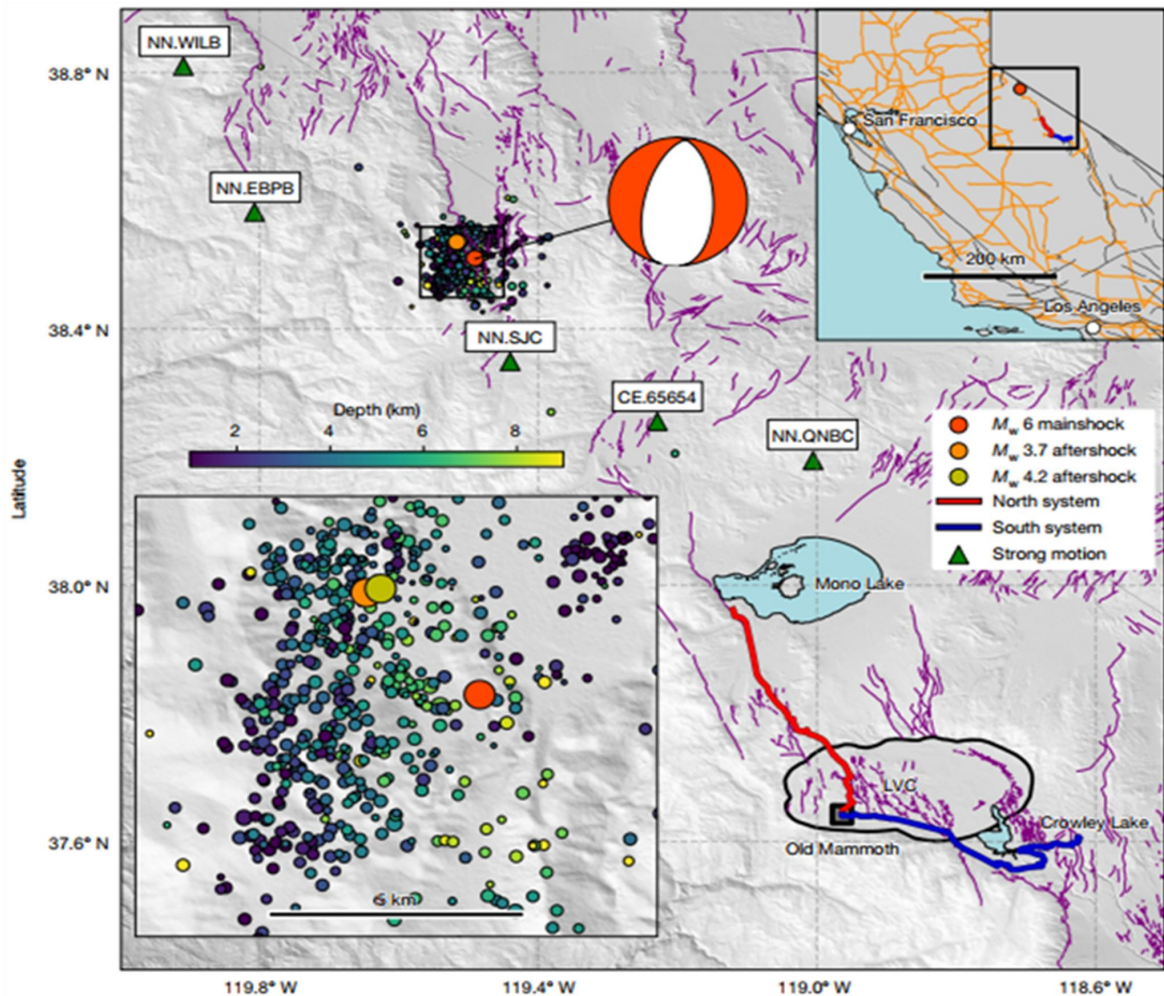 NN.WILB
38.8° N
San Francisco
NN.EBPB
200 km
Los Angeles
38.4° N
NN.SJC
CE.65654
Depth (km)
2 4 6 8
NN.QNBC
M w 6 mainshock
M w 3.7 aftershock
M w 4.2 aftershock
North system
South system
Strong motion
Latitude
38.0° N
Mono Lake
LVC
Crowley Lake
37.6° N
Old Mammoth
5 km
119.8° W 119.4° W 119.0° W 118.6° W